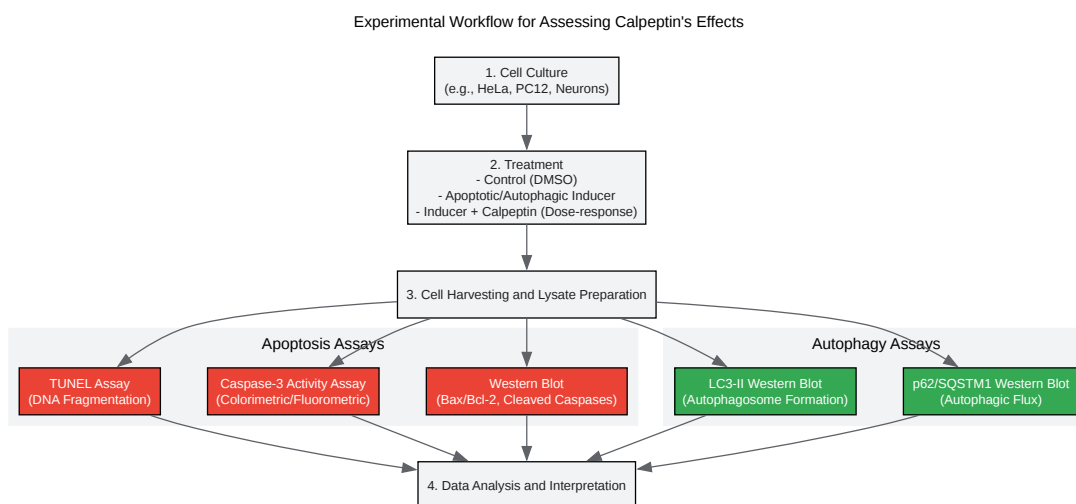 Experimental Workflow for Assessing Calpeptin's Effects
1. Cell Culture
(e.g., HeLa, PC12, Neurons)
2. Treatment
- Control (DMSO)
- Apoptotic/Autophagic Inducer
- Inducer + Calpeptin (Dose-response)
3. Cell Harvesting and Lysate Preparation
Apoptosis Assays
TUNEL Assay
(DNA Fragmentation)
Caspase-3 Activity Assay
(Colorimetric/Fluorometric)
Western Blot
(Bax/Bcl-2, Cleaved Caspases)
Autophagy Assays
LC3-II Western Blot
(Autophagosome Formation)
p62/SQSTM1 Western Blot
(Autophagic Flux)
4. Data Analysis and Interpretation